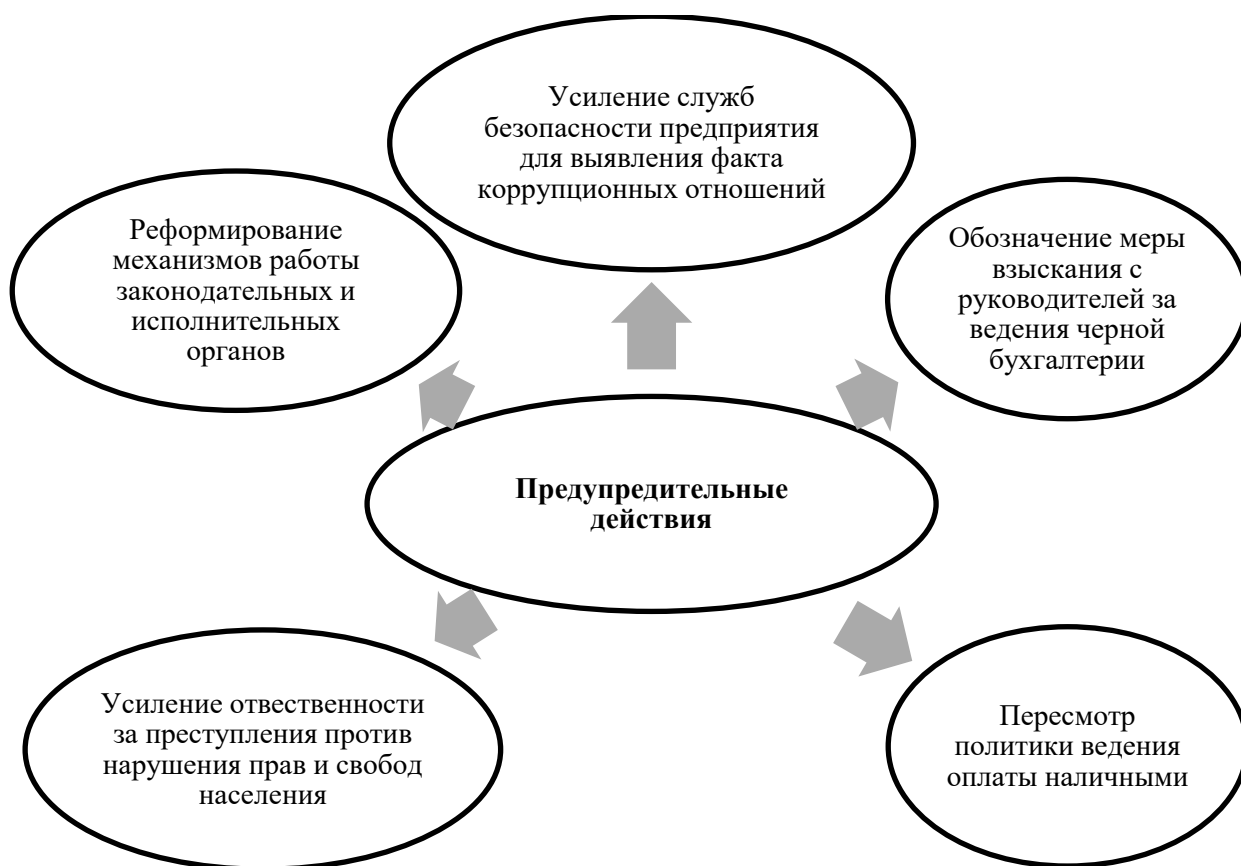 Усиление служб
безопасности предприятия
для выявления факта
коррупционных отношений
Реформирование
механизмов работы
законодательных и
исполнительных
органов
Обозначение меры
взыскания с
руководителей за
ведения черной
бухгалтерии
Предупредительные
действия
Усиление отвественности
за преступления против
нарушения прав и свобод
населения
Пересмотр
политики ведения
оплаты наличными